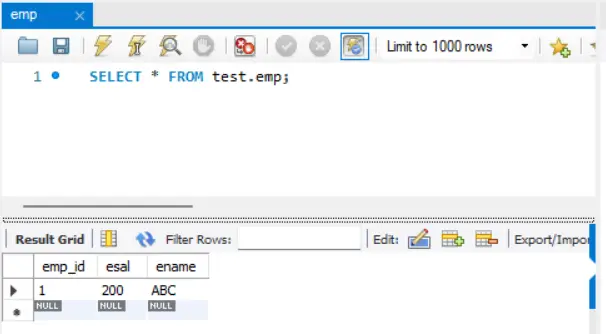 emp
Limit to 1000 rows
1 SELECT * FROM test.emp;
Result Grid Filter Rows: Edit: Export/Impor
emp_id esal ename
1 200 ABC
NULL NULL NULL